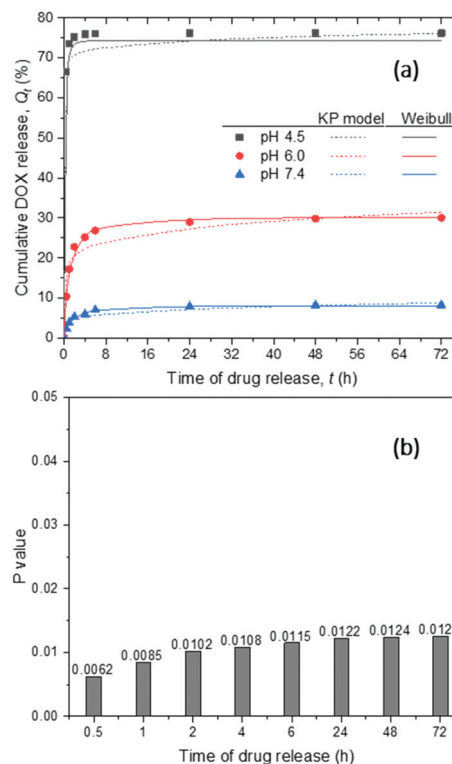 80
70
60
50
40
30
20
10
0
Cumulative DOX release, Qt (%)
(a)
KP model Weibull
pH 4.5
pH 6.0
pH 7.4
0 8 16 24 32 40 48 56 64 72
Time of drug release, t (h)
0.05
0.04
0.03
0.02
0.01
0.00
P value
(b)
0.0062 0.0085 0.0102 0.0108 0.0115 0.0122 0.0124 0.012
0.5 1 2 4 6 24 48 72
Time of drug release (h)